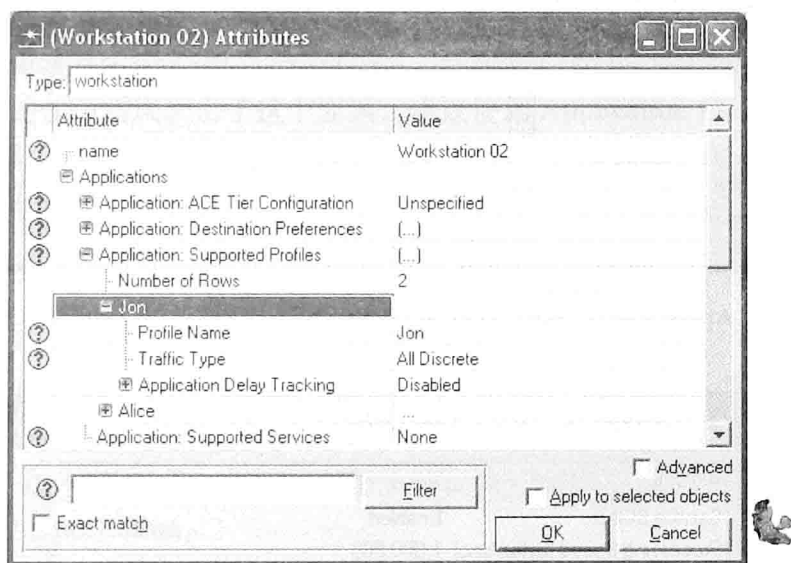 (Workstation 02) Attributes
Type: workstation
Attribute Value
name Workstation 02
Applications
Application: ACE Tier Configuration Unspecified
Application: Destination Preferences (...)
Application: Supported Profiles (...)
Number of Rows 2
Jon
Profile Name Jon
Traffic Type All Discrete
Application Delay Tracking Disabled
Alice ...
Application: Supported Services None
Advanced
Filter
Apply to selected objects
Exact match
OK Cancel